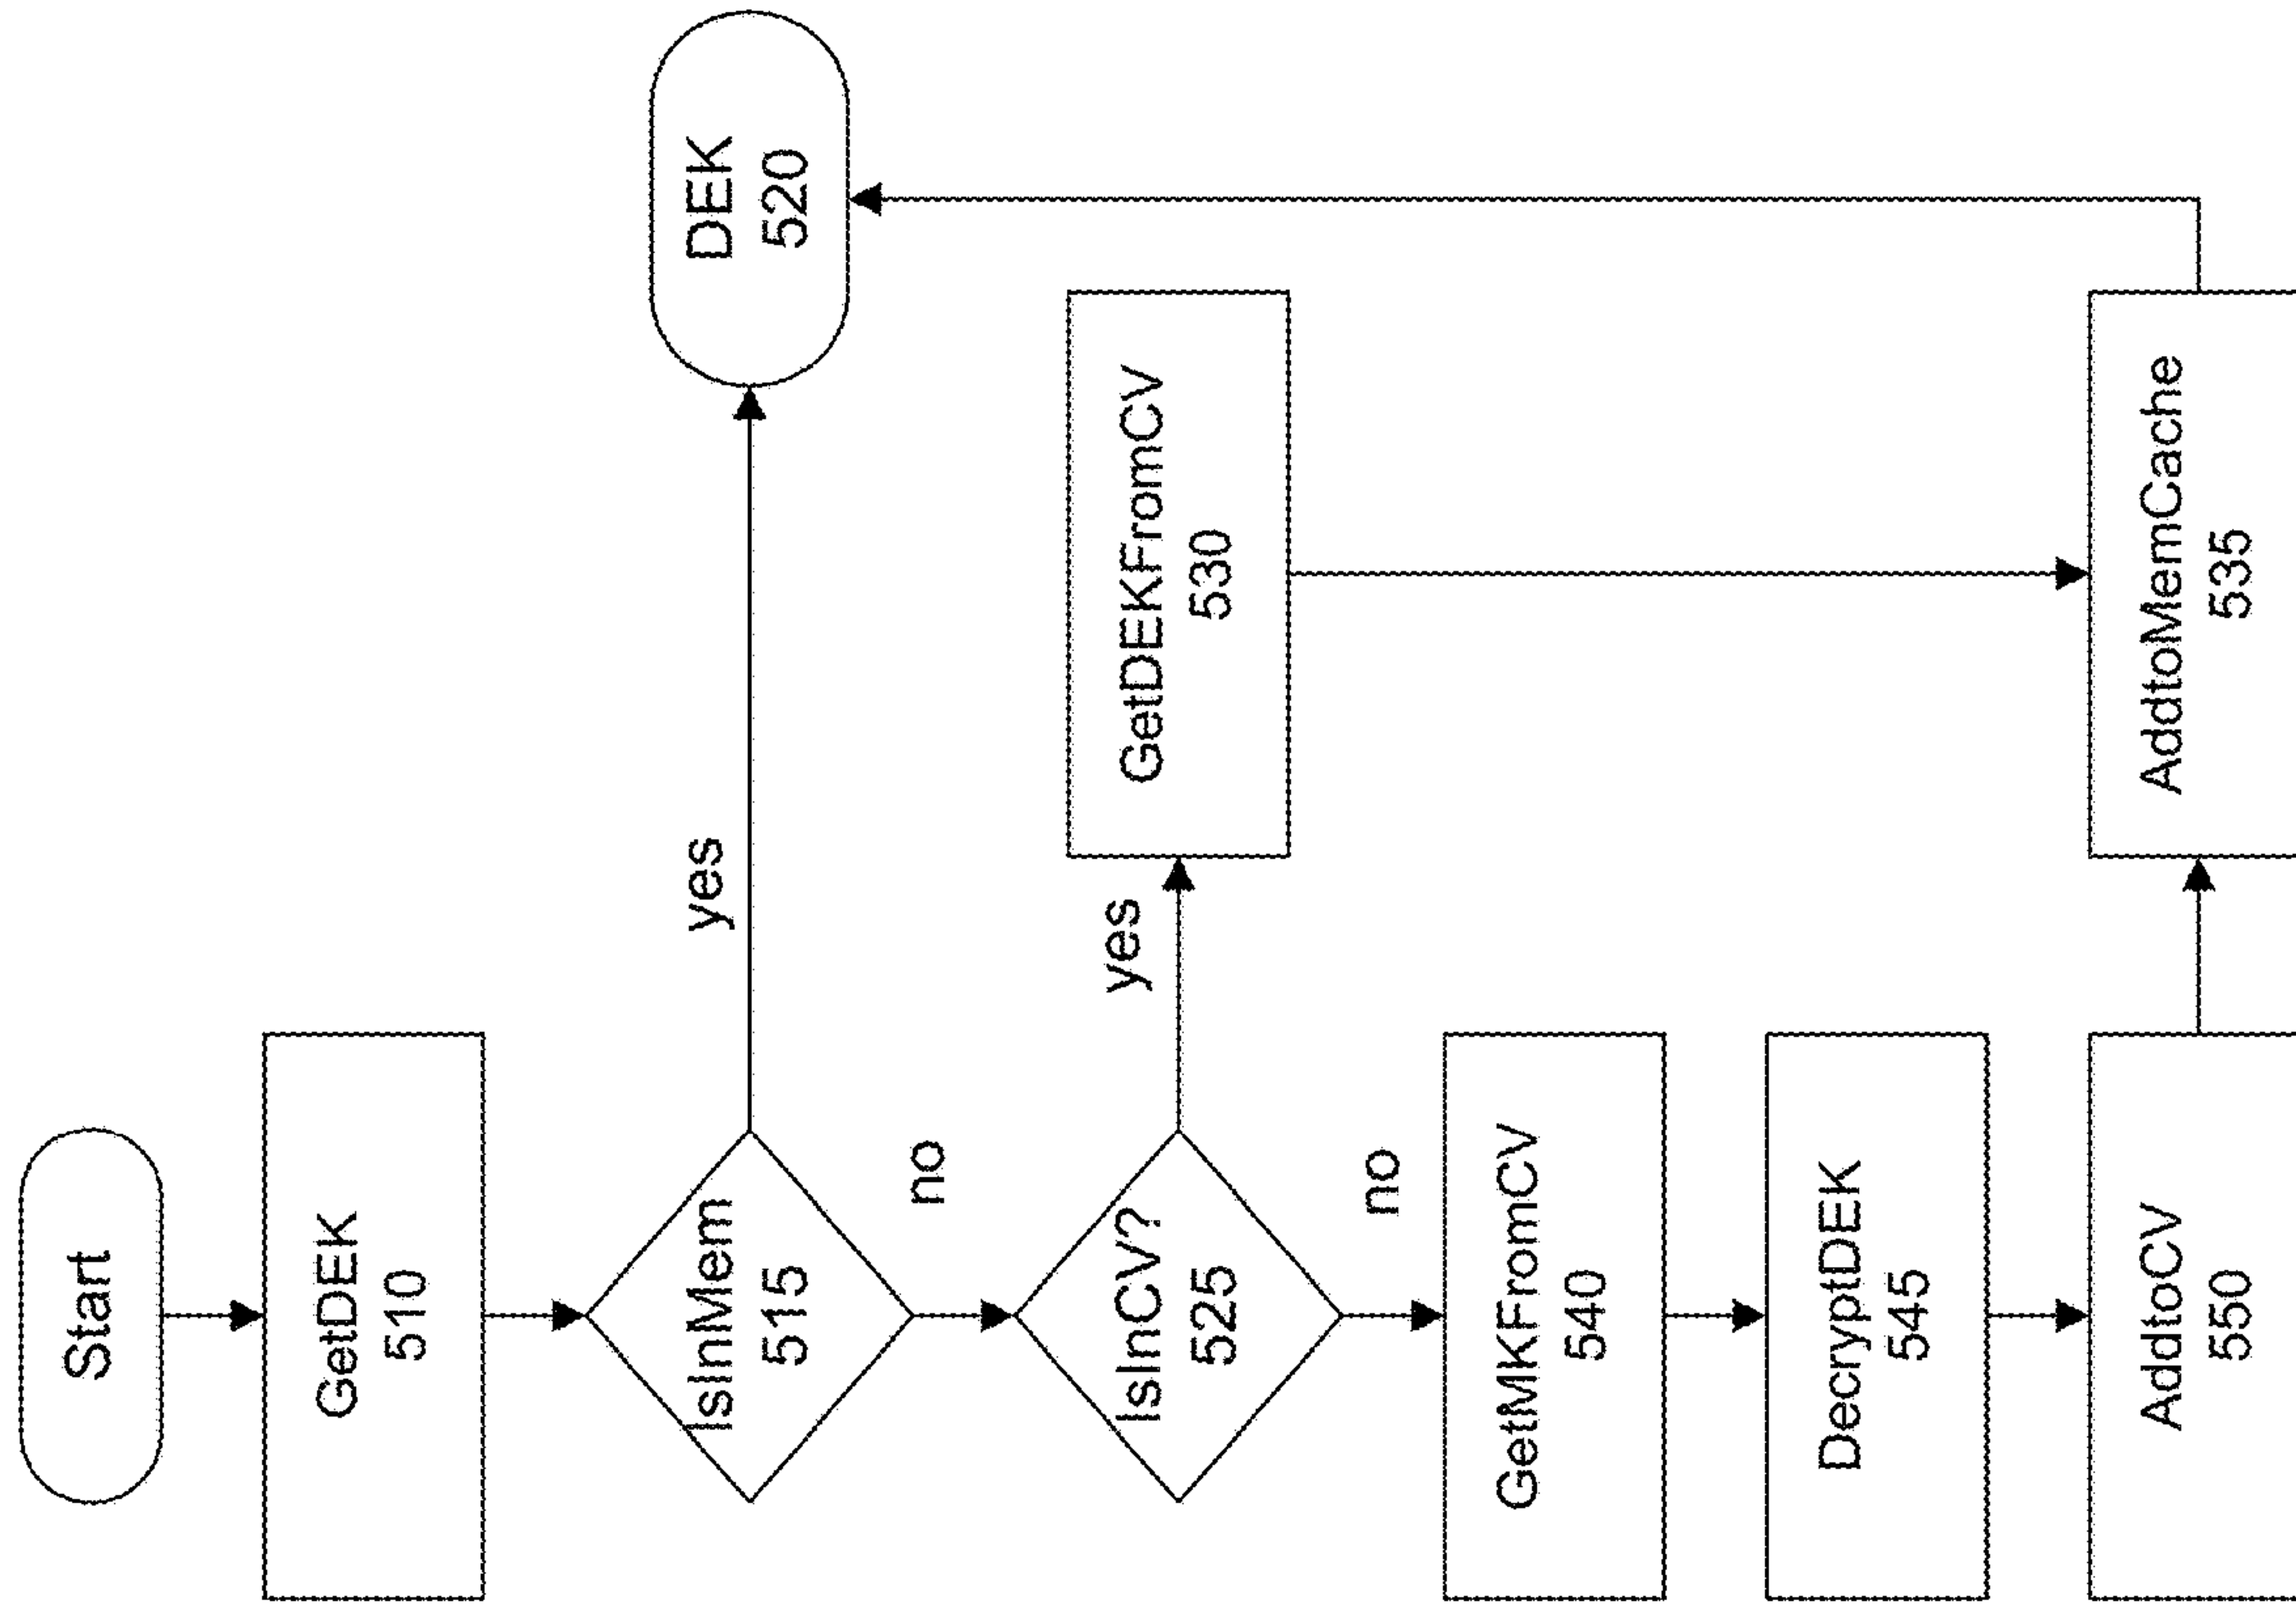 Start
GetDEK
510
IsInMem
515
yes
DEK
520
no
IsInCV?
525
yes
GetDEKFromCV
530
no
GetMKFromCV
540
DecryptDEK
545
AddtoCV
550
AddtoMemCache
535